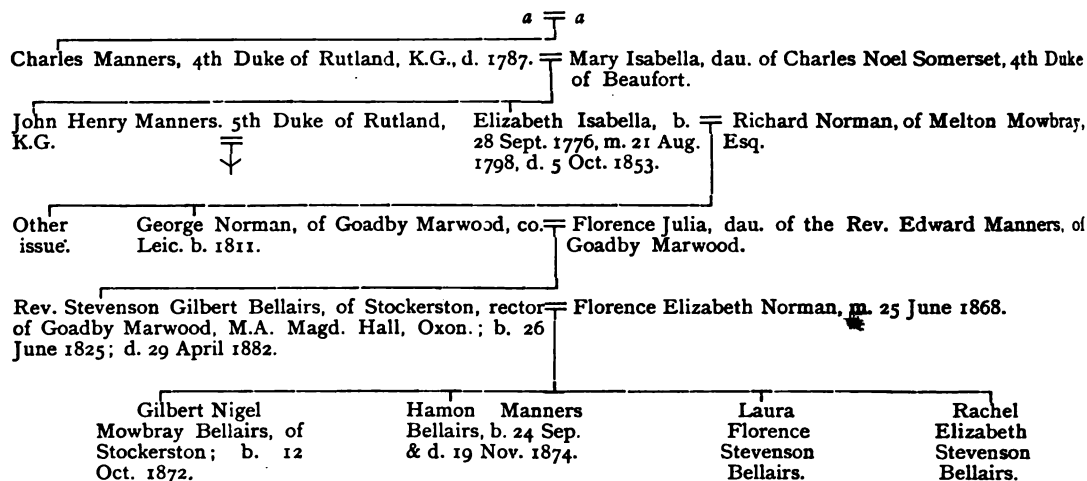 a a
Charles Manners, 4th Duke of Rutland, K.G., d. 1787. Mary Isabella, dau. of Charles Noel Somerset, 4th Duke
of Beaufort.
John Henry Manners. 5th Duke of Rutland,
K.G.
Elizabeth Isabella, b.
28 Sept. 1776, m. 21 Aug.
1798, d. 5 Oct. 1853.
Richard Norman, of Melton Mowbray,
Esq.
Other
issue.
George Norman, of Goadby Marwood, co.
Leic. b. 1811.
Florence Julia, dau. of the Rev. Edward Manners, of
Goadby Marwood.
Rev. Stevenson Gilbert Bellairs, of Stockerston, rector
of Goadby Marwood, M.A. Magd. Hall, Oxon.; b. 26
June 1825; d. 29 April 1882.
Florence Elizabeth Norman, m. 25 June 1868.
Gilbert Nigel
Mowbray Bellairs, of
Stockerston; b. 12
Oct. 1872.
Hamon Manners
Bellairs, b. 24 Sep.
& d. 19 Nov. 1874.
Laura
Florence
Stevenson
Bellairs.
Rachel
Elizabeth
Stevenson
Bellairs.